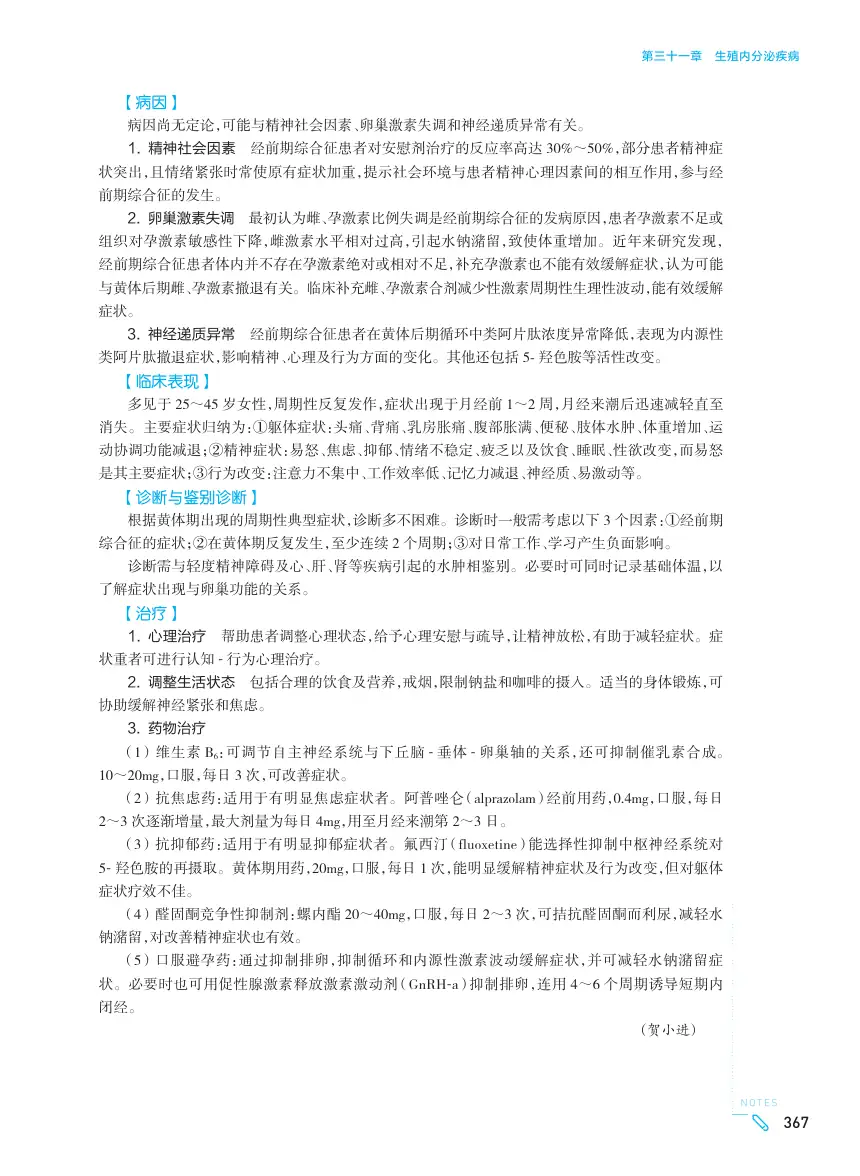 第三十一章 生殖内分泌疾病
【病因】
病因尚无定论,可能与精神社会因素、卵巢激素失调和神经递质异常有关。
1. 精神社会因素 经前期综合征患者对安慰剂治疗的反应率高达 30%～50%,部分患者精神症
状突出,且情绪紧张时常使原有症状加重,提示社会环境与患者精神心理因素间的相互作用,参与经
前期综合征的发生。
2. 卵巢激素失调 最初认为雌、孕激素比例失调是经前期综合征的发病原因,患者孕激素不足或
组织对孕激素敏感性下降,雌激素水平相对过高,引起水钠潴留,致使体重增加。近年来研究发现,
经前期综合征患者体内并不存在孕激素绝对或相对不足,补充孕激素也不能有效缓解症状,认为可能
与黄体后期雌、孕激素撤退有关。临床补充雌、孕激素合剂减少性激素周期性生理性波动,能有效缓解
症状。
3. 神经递质异常 经前期综合征患者在黄体后期循环中类阿片肽浓度异常降低,表现为内源性
类阿片肽撤退症状,影响精神、心理及行为方面的变化。其他还包括 5- 羟色胺等活性改变。
【临床表现】
多见于 25～45 岁女性,周期性反复发作,症状出现于月经前 1～2 周,月经来潮后迅速减轻直至
消失。主要症状归纳为:①躯体症状:头痛、背痛、乳房胀痛、腹部胀满、便秘、肢体水肿、体重增加、运
动协调功能减退;②精神症状:易怒、焦虑、抑郁、情绪不稳定、疲乏以及饮食、睡眠、性欲改变,而易怒
是其主要症状;③行为改变:注意力不集中、工作效率低、记忆力减退、神经质、易激动等。
【诊断与鉴别诊断】
根据黄体期出现的周期性典型症状,诊断多不困难。诊断时一般需考虑以下 3 个因素:①经前期
综合征的症状;②在黄体期反复发生,至少连续 2 个周期;③对日常工作、学习产生负面影响。
诊断需与轻度精神障碍及心、肝、肾等疾病引起的水肿相鉴别。必要时可同时记录基础体温,以
了解症状出现与卵巢功能的关系。
【治疗】
1. 心理治疗 帮助患者调整心理状态,给予心理安慰与疏导,让精神放松,有助于减轻症状。症
状重者可进行认知 - 行为心理治疗。
2. 调整生活状态 包括合理的饮食及营养,戒烟,限制钠盐和咖啡的摄入。适当的身体锻炼,可
协助缓解神经紧张和焦虑。
3. 药物治疗
（1）维生素 B₆:可调节自主神经系统与下丘脑 - 垂体 - 卵巢轴的关系,还可抑制催乳素合成。
10～20mg,口服,每日 3 次,可改善症状。
（2）抗焦虑药:适用于有明显焦虑症状者。阿普唑仑（alprazolam）经前用药,0.4mg,口服,每日
2～3 次逐渐增量,最大剂量为每日 4mg,用至月经来潮第 2～3 日。
（3）抗抑郁药:适用于有明显抑郁症状者。氟西汀（fluoxetine）能选择性抑制中枢神经系统对
5- 羟色胺的再摄取。黄体期用药,20mg,口服,每日 1 次,能明显缓解精神症状及行为改变,但对躯体
症状疗效不佳。
（4）醛固酮竞争性抑制剂:螺内酯 20～40mg,口服,每日 2～3 次,可拮抗醛固酮而利尿,减轻水
钠潴留,对改善精神症状也有效。
（5）口服避孕药:通过抑制排卵,抑制循环和内源性激素波动缓解症状,并可减轻水钠潴留症
状。必要时也可用促性腺激素释放激素激动剂（GnRH-a）抑制排卵,连用 4～6 个周期诱导短期内
闭经。
（贺小进）
NOTES
367